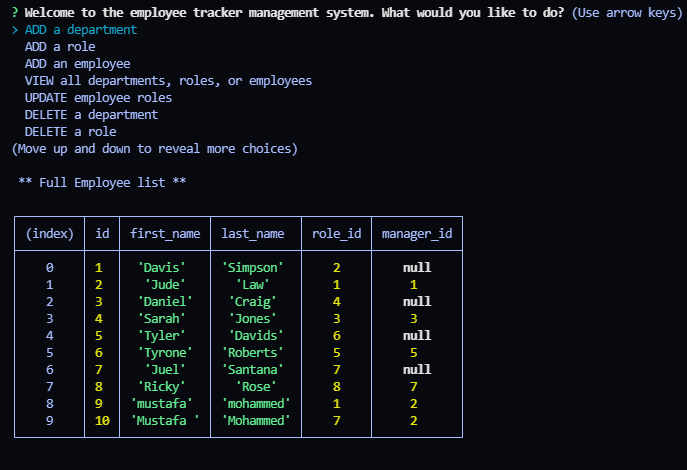 ? Welcome to the employee tracker management system. What would you like to do? (Use arrow keys)
> ADD a department
ADD a role
ADD an employee
VIEW all departments, roles, or employees
UPDATE employee roles
DELETE a department
DELETE a role
(Move up and down to reveal more choices)
** Full Employee list **
(index) id first_name last_name role_id manager_id
0 1 'Davis' 'Simpson' 2 null
1 2 'Jude' 'Law' 1 1
2 3 'Daniel' 'Craig' 4 null
3 4 'Sarah' 'Jones' 3 3
4 5 'Tyler' 'Davids' 6 null
5 6 'Tyrone' 'Roberts' 5 5
6 7 'Juel' 'Santana' 7 null
7 8 'Ricky' 'Rose' 8 7
8 9 'mustafa' 'mohammed' 1 2
9 10 'Mustafa ' 'Mohammed' 7 2